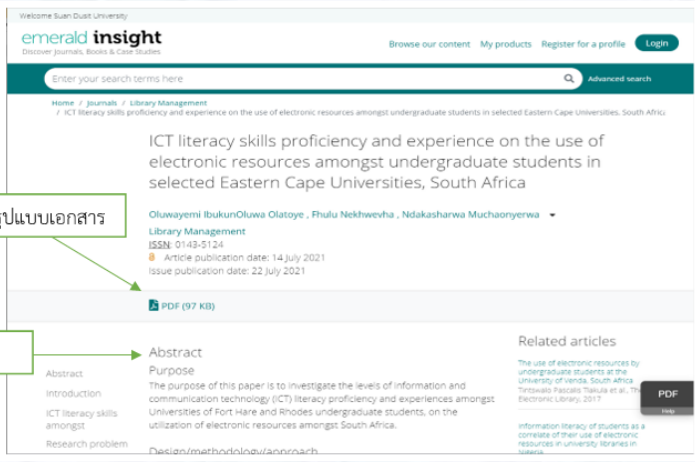 Welcome Suan Dusit University
emerald insight
Discover Journals, Books & Case Studies
Browse our content My products Register for a profile Login
Enter your search terms here
Advanced search
Home / Journals / Library Management
/ ICT literacy skills proficiency and experience on the use of electronic resources amongst undergraduate students in selected Eastern Cape Universities, South Africa
ICT literacy skills proficiency and experience on the use of
electronic resources amongst undergraduate students in
selected Eastern Cape Universities, South Africa
รูปแบบเอกสาร
Oluwayemi IbukunOluwa Olatoye , Fhulu Nekhwevha , Ndakasharwa Muchaonyerwa
Library Management
ISSN: 0143-5124
Article publication date: 14 July 2021
Issue publication date: 22 July 2021
PDF (97 KB)
Abstract
Introduction
ICT literacy skills
amongst
Research problem
Abstract
Purpose
The purpose of this paper is to investigate the levels of information and
communication technology (ICT) literacy proficiency and experiences amongst
Universities of Fort Hare and Rhodes undergraduate students, on the
utilization of electronic resources amongst South Africa.
Design/methodology/approach
Related articles
The use of electronic resources by
undergraduate students at the
University of Venda, South Africa
Tintswalo Pascalis Tlakula et al., The
Electronic Library, 2017
Information literacy of students as a
correlate of their use of electronic
resources in university libraries in
Nigeria
PDF
Help